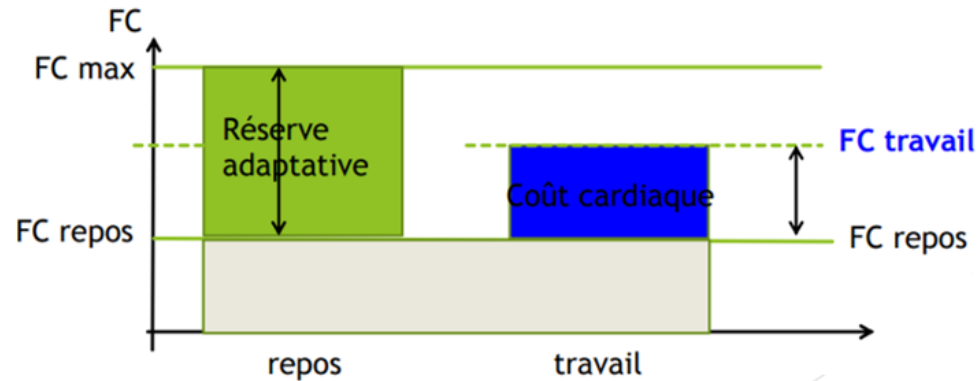 FC
FC max
Réserve
adaptative
FC travail
Coût cardiaque
FC repos
FC repos
repos
travail